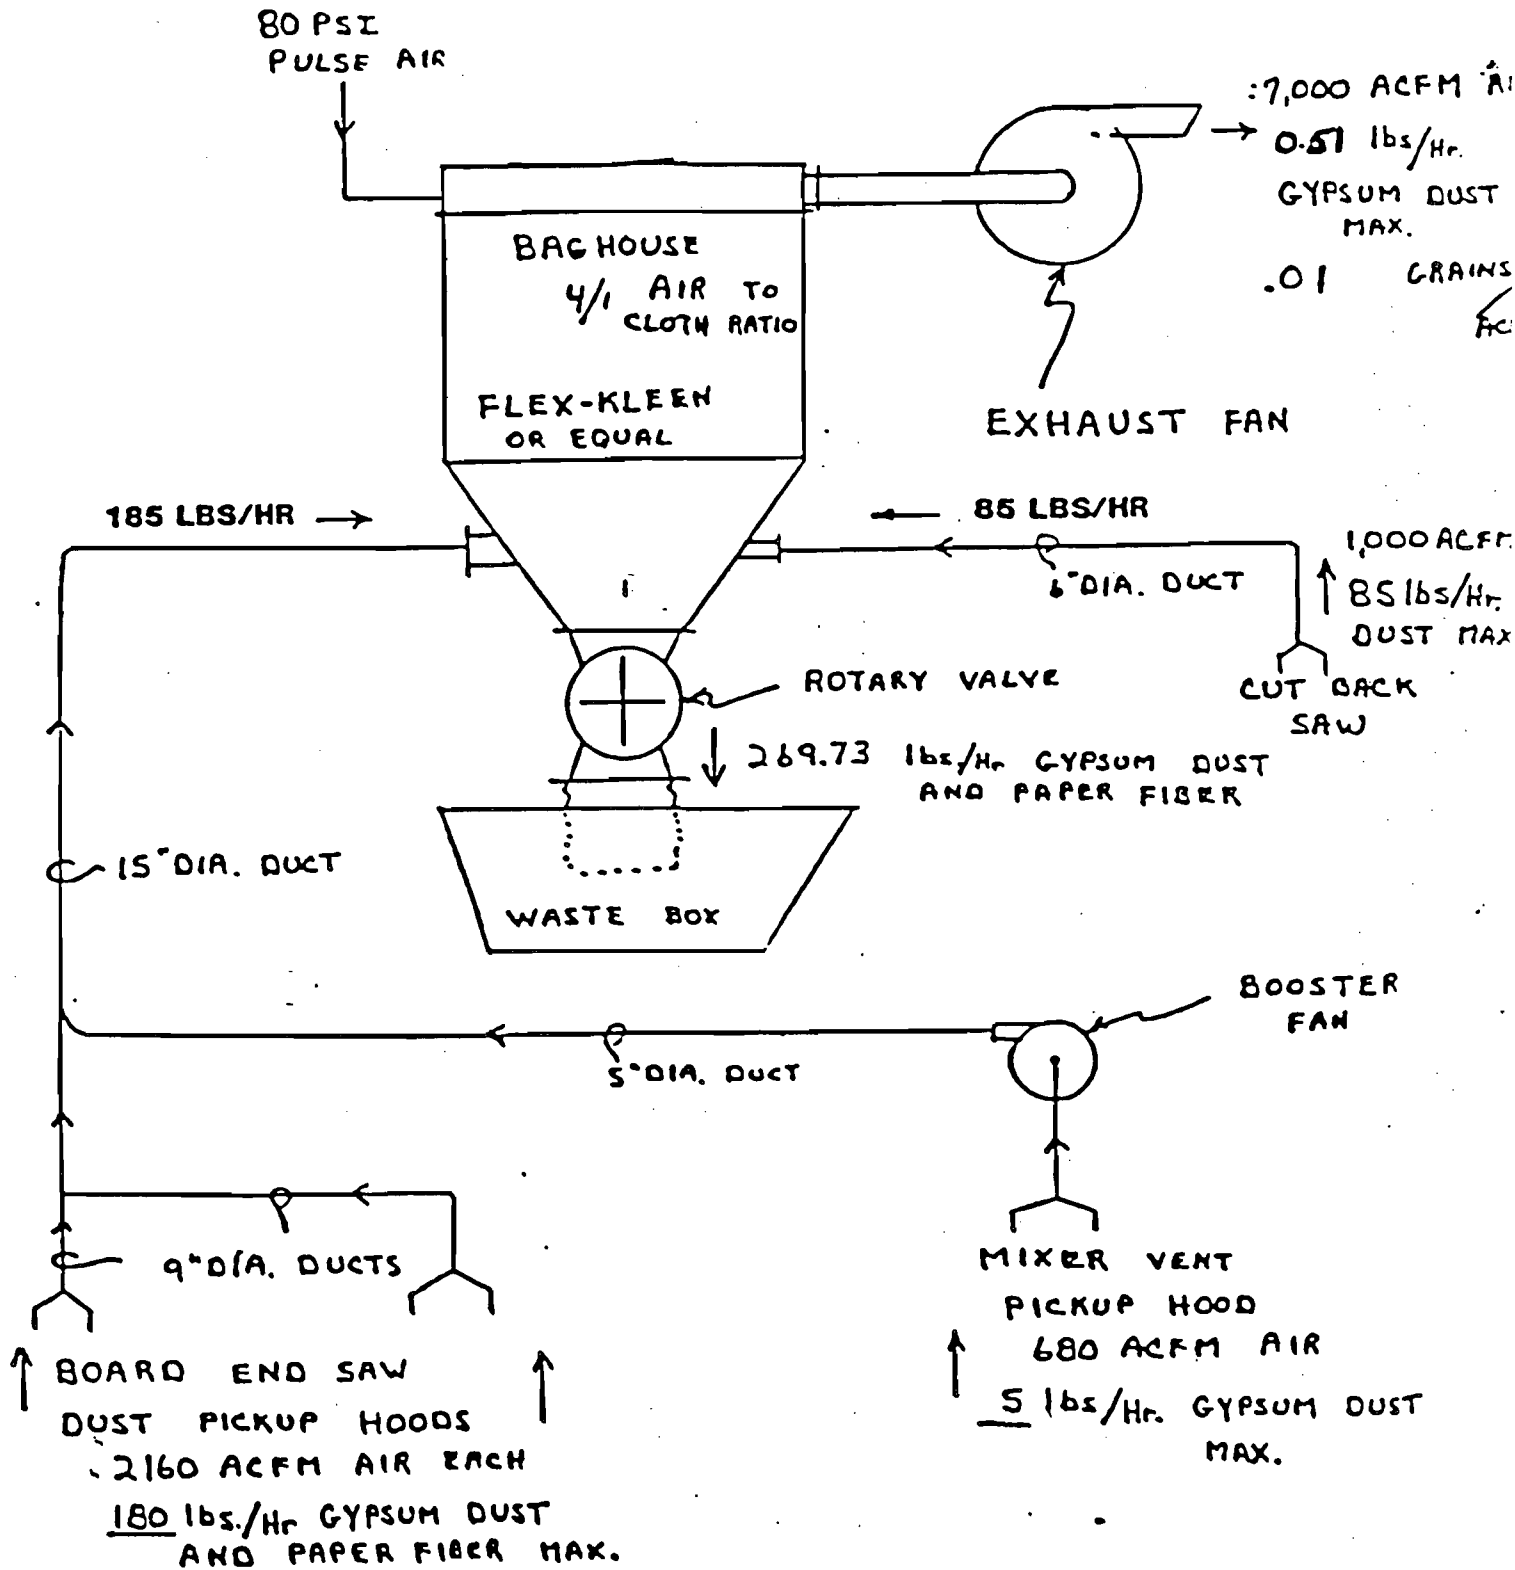 80 PSI
PULSE AIR
:7,000 ACFM
0.51 lbs/Hr.
GYPSUM DUST
MAX.
.01 GRAINS
BAGHOUSE
4/1 AIR TO
CLOTH RATIO
FLEX-KLEEN
OR EQUAL
EXHAUST FAN
185 LBS/HR
85 LBS/HR
1,000 ACFM
6" DIA. DUCT
85 lbs/Hr.
DUST MAX
CUT BACK
SAW
ROTARY VALVE
269.73 lbs/Hr GYPSUM DUST
AND PAPER FIBER
15" DIA. DUCT
WASTE BOX
BOOSTER
FAN
5" DIA. DUCT
9" DIA. DUCTS
MIXER VENT
PICKUP HOOD
680 ACFM AIR
5 lbs/Hr. GYPSUM DUST
MAX.
BOARD END SAW
DUST PICKUP HOODS
2160 ACFM AIR EACH
180 lbs./Hr GYPSUM DUST
AND PAPER FIBER MAX.